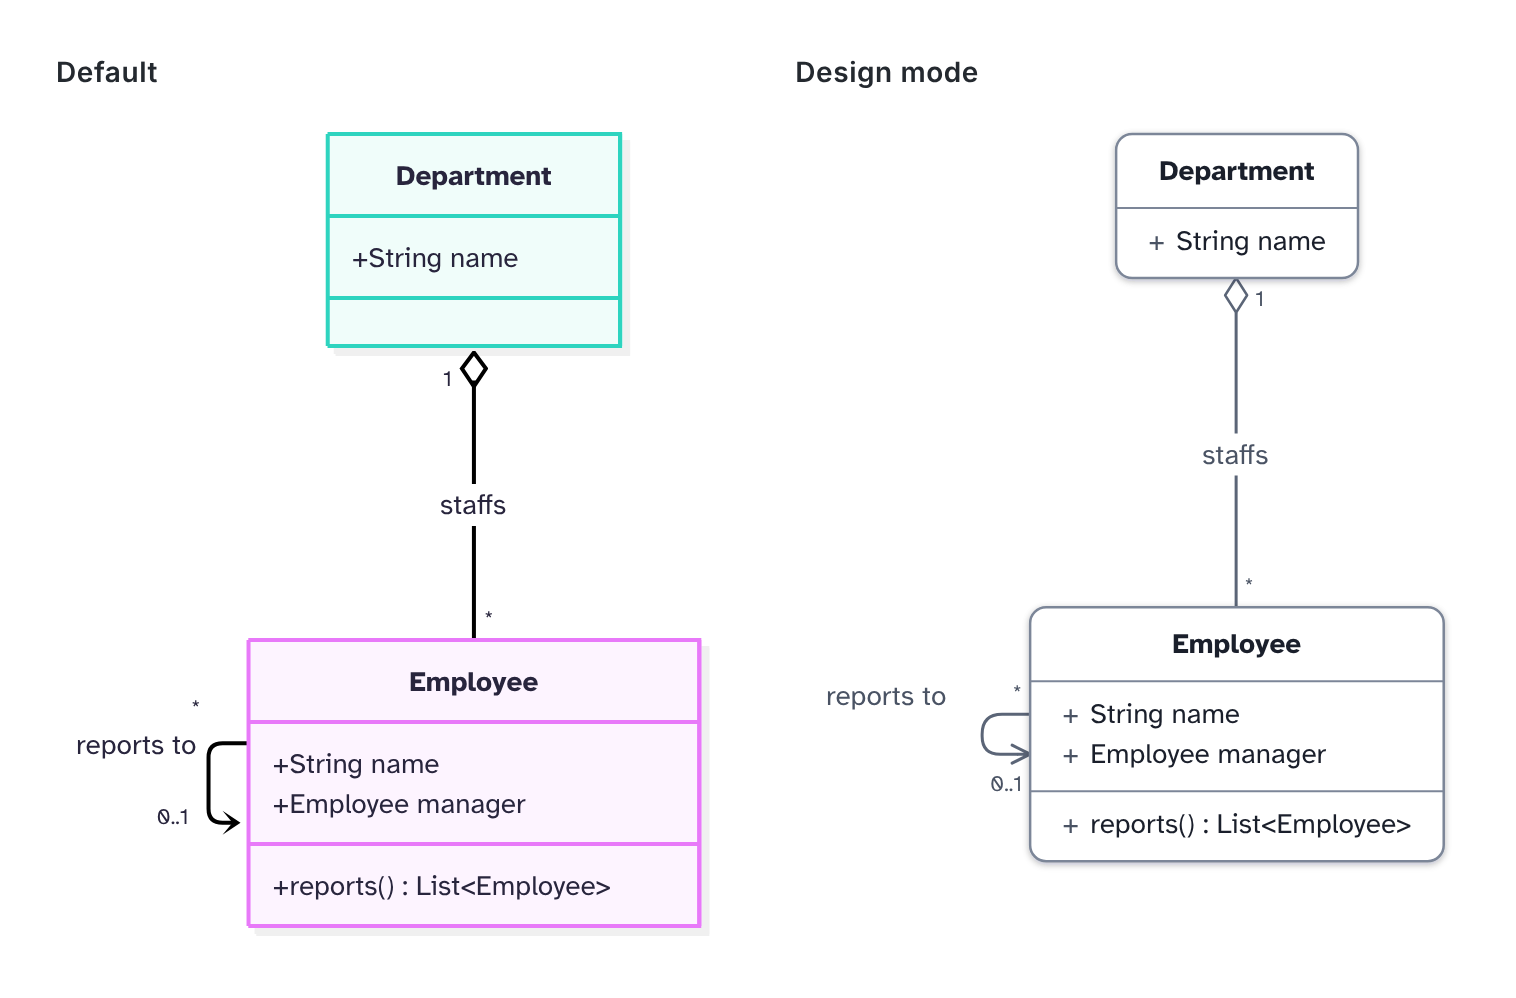 Default
Department
+String name
1
staffs
*
Employee
*
reports to
+String name
+Employee manager
0..1
+reports() : List<Employee>
Design mode
Department
+ String name
1
staffs
*
Employee
reports to
*
+ String name
+ Employee manager
0..1
+ reports() : List<Employee>